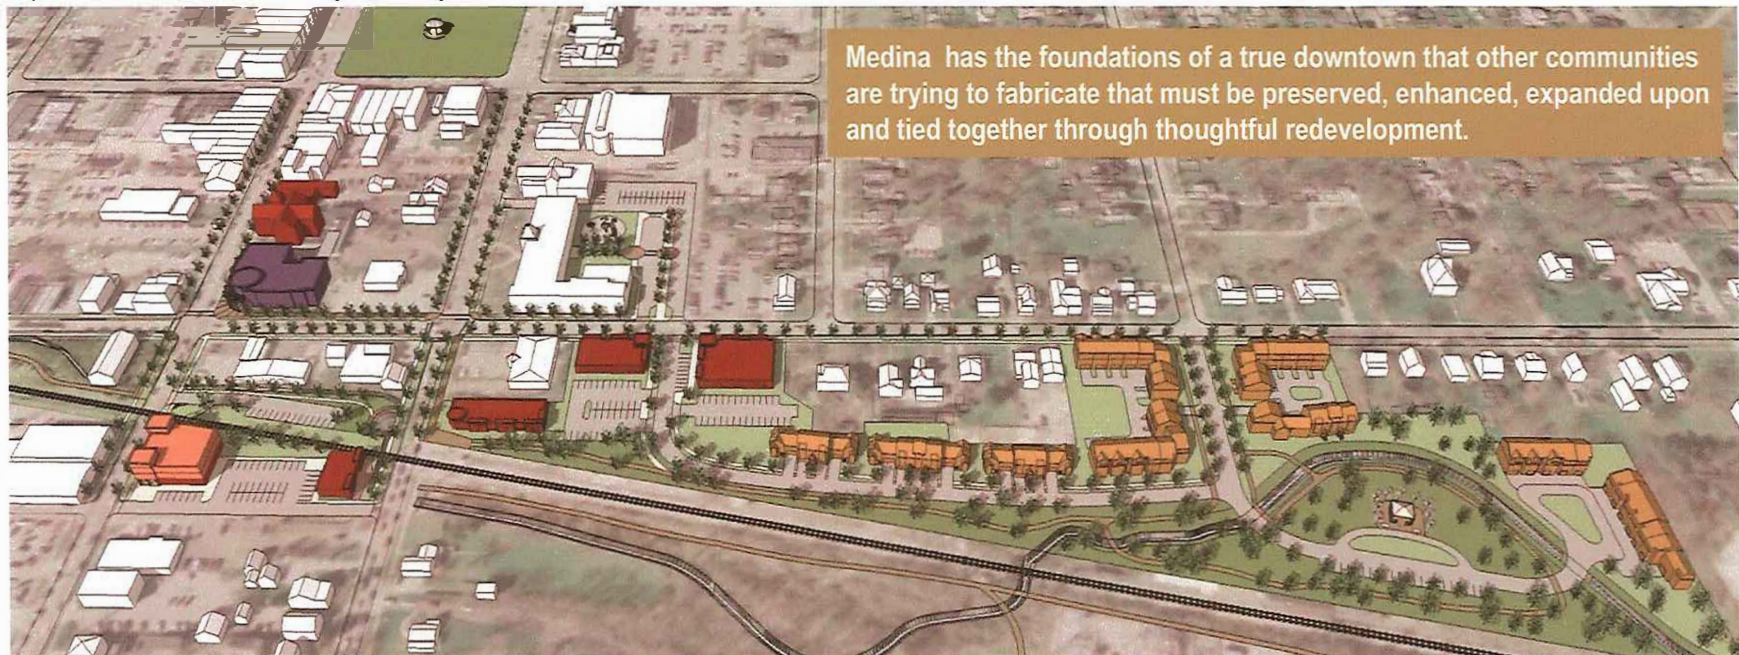 Medina has the foundations of a true downtown that other communities
are trying to fabricate that must be preserved, enhanced, expanded upon
and tied together through thoughtful redevelopment.